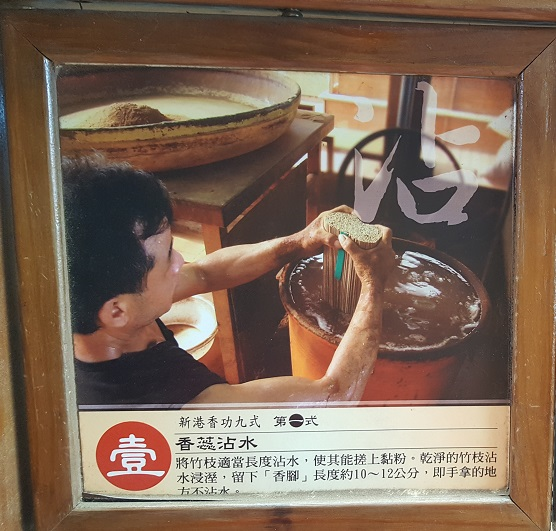 沾
新港香功九式 第一式
壹
香蕊沾水
將竹枝適當長度沾水，使其能搓上黏粉。乾淨的竹枝沾
水浸溼，留下「香腳」長度約10～12公分，即手拿的地
方不沾水。